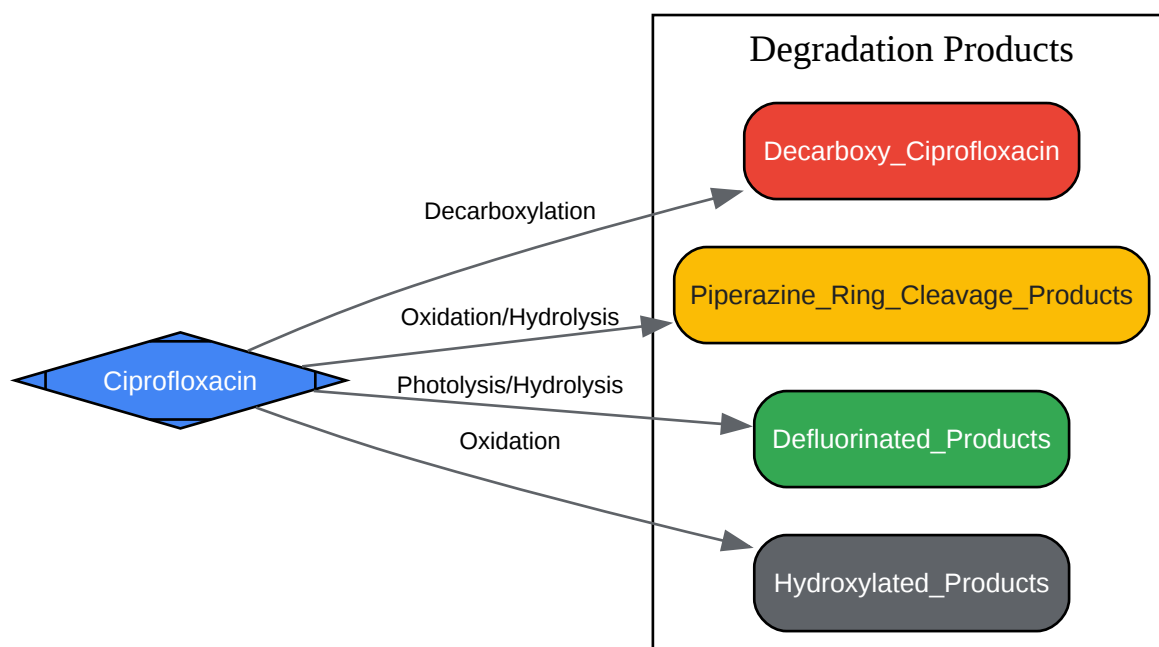 Degradation Products
Decarboxy_Ciprofloxacin
Decarboxylation
Piperazine_Ring_Cleavage_Products
Oxidation/Hydrolysis
Ciprofloxacin
Photolysis/Hydrolysis
Defluorinated_Products
Oxidation
Hydroxylated_Products